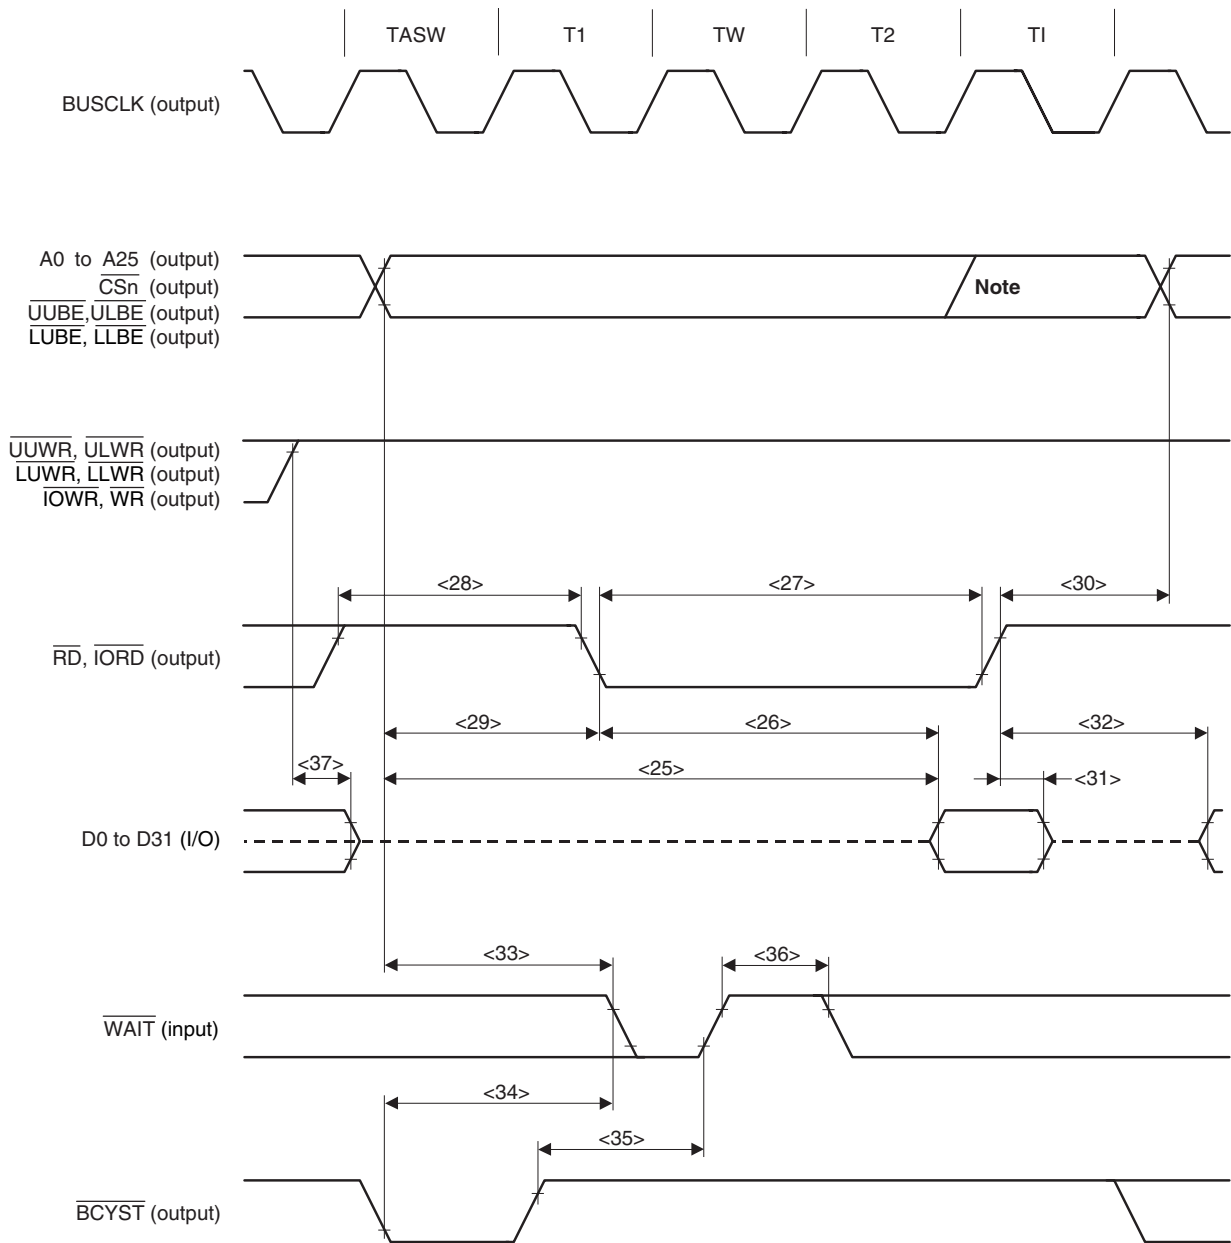 TASW T1 TW T2 TI
BUSCLK (output)
A0 to A25 (output)
CSn (output)
Note
UUBE,ULBE (output)
LUBE, LLBE (output)
UUWR, ULWR (output)
LUWR, LLWR (output)
IOWR, WR (output)
<28> <27> <30>
RD, IORD (output)
<29> <26> <32>
<37> <25> <31>
D0 to D31 (I/O)
<33> <36>
WAIT (input)
<34>
<35>
BCYST (output)